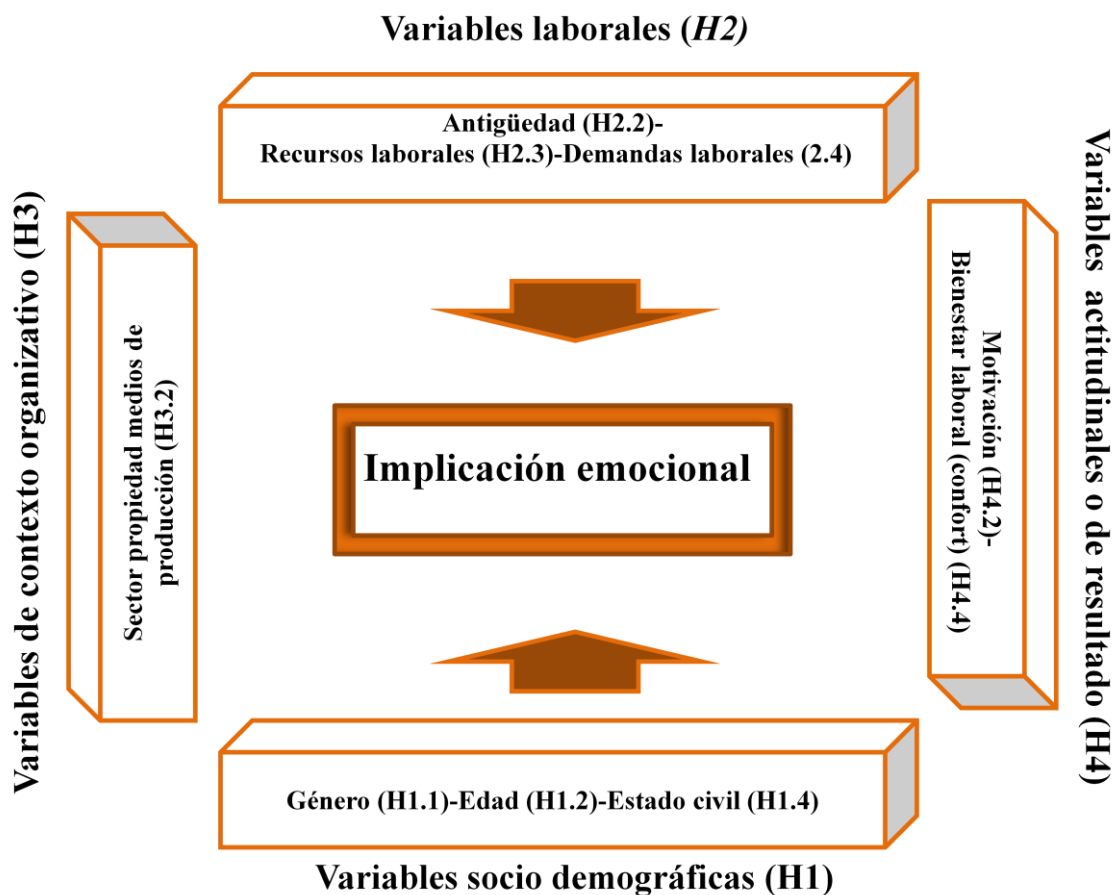 Variables laborales (H2)
Antigüedad (H2.2)-
Recursos laborales (H2.3)-Demandas laborales (2.4)
Variables de contexto organizativo (H3)
Sector propiedad medios de
producción (H3.2)
Implicación emocional
Motivación (H4.2)-
Bienestar laboral (confort) (H4.4)
Variables actitudinales o de resultado (H4)
Género (H1.1)-Edad (H1.2)-Estado civil (H1.4)
Variables socio demográficas (H1)